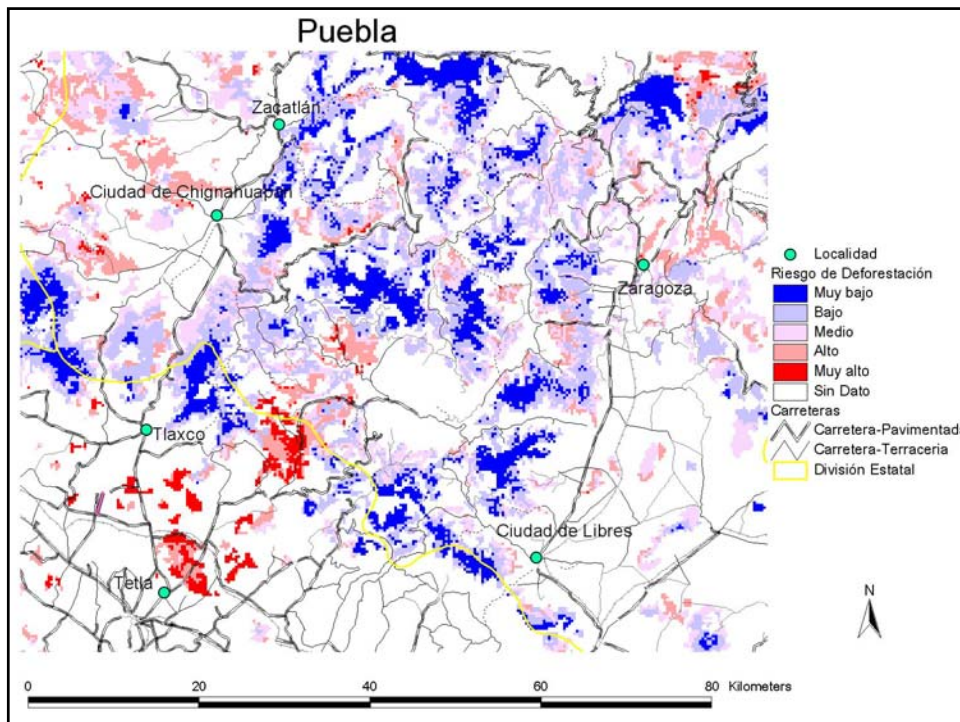 Puebla
Zacatlán
Ciudad de Chignahuapan
Zaragoza
Tlaxco
Ciudad de Libres
Tetla
Localidad
Riesgo de Deforestación
Muy bajo
Bajo
Medio
Alto
Muy alto
Sin Dato
Carreteras
Carretera-Pavimentada
Carretera-Terraceria
División Estatal
N
0 20 40 60 80 Kilometers